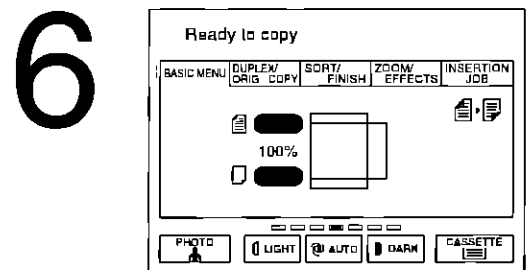 6
Ready to copy
BASIC MENU DUPLEX/ ORIG. COPY SORT/ FINISH ZOOM/ EFFECTS INSERTION JOB
100%
PHOTO LIGHT AUTO DARK CASSETTE